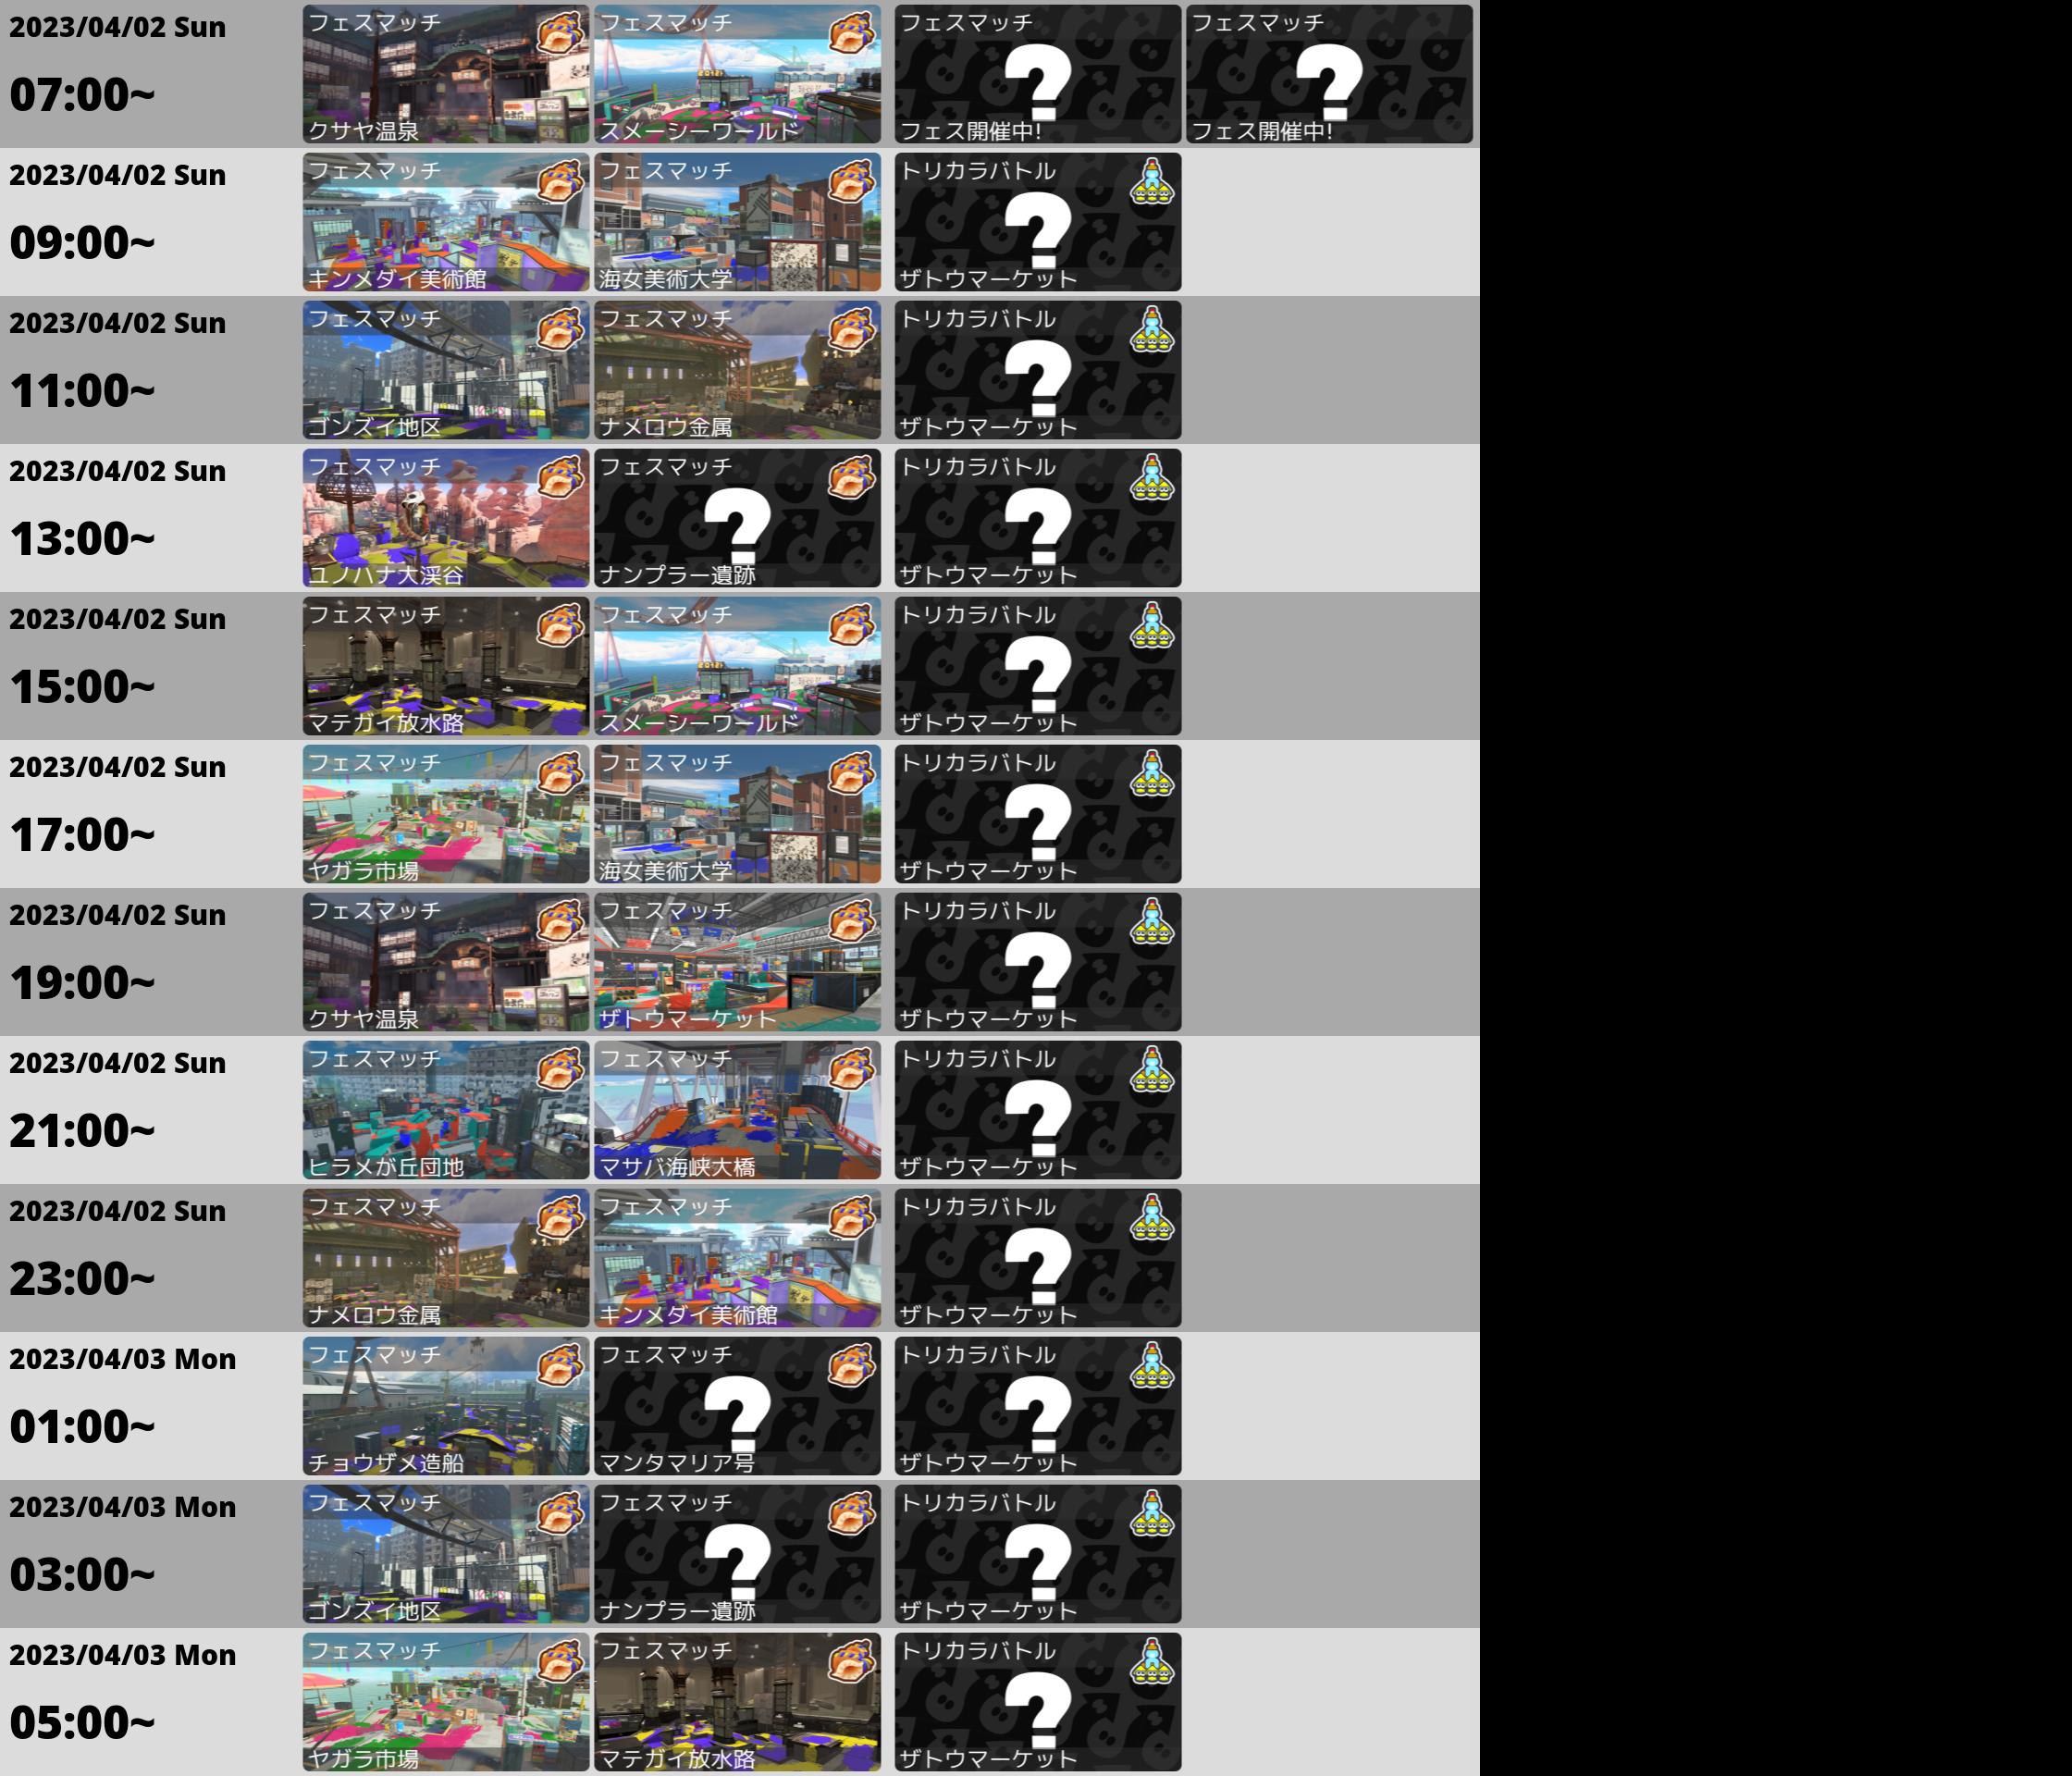 2023/04/02 Sun
07:00~
フェスマッチ
クサヤ温泉
フェスマッチ
スメーシーワールド
フェスマッチ
?
フェス開催中!
フェスマッチ
?
フェス開催中!
2023/04/02 Sun
09:00~
フェスマッチ
キンメダイ美術館
フェスマッチ
海女美術大学
トリカラバトル
?
ザトウマーケット
2023/04/02 Sun
11:00~
フェスマッチ
ゴンズイ地区
フェスマッチ
ナメロウ金属
トリカラバトル
?
ザトウマーケット
2023/04/02 Sun
13:00~
フェスマッチ
ユノハナ大渓谷
フェスマッチ
?
ナンプラー遺跡
トリカラバトル
?
ザトウマーケット
2023/04/02 Sun
15:00~
フェスマッチ
マテガイ放水路
フェスマッチ
スメーシーワールド
トリカラバトル
?
ザトウマーケット
2023/04/02 Sun
17:00~
フェスマッチ
ヤガラ市場
フェスマッチ
海女美術大学
トリカラバトル
?
ザトウマーケット
2023/04/02 Sun
19:00~
フェスマッチ
クサヤ温泉
フェスマッチ
ザトウマーケット
トリカラバトル
?
ザトウマーケット
2023/04/02 Sun
21:00~
フェスマッチ
ヒラメが丘団地
フェスマッチ
マサバ海峡大橋
トリカラバトル
?
ザトウマーケット
2023/04/02 Sun
23:00~
フェスマッチ
ナメロウ金属
フェスマッチ
キンメダイ美術館
トリカラバトル
?
ザトウマーケット
2023/04/03 Mon
01:00~
フェスマッチ
チョウザメ造船
フェスマッチ
?
マンタマリア号
トリカラバトル
?
ザトウマーケット
2023/04/03 Mon
03:00~
フェスマッチ
ゴンズイ地区
フェスマッチ
?
ナンプラー遺跡
トリカラバトル
?
ザトウマーケット
2023/04/03 Mon
05:00~
フェスマッチ
ヤガラ市場
フェスマッチ
マテガイ放水路
トリカラバトル
?
ザトウマーケット